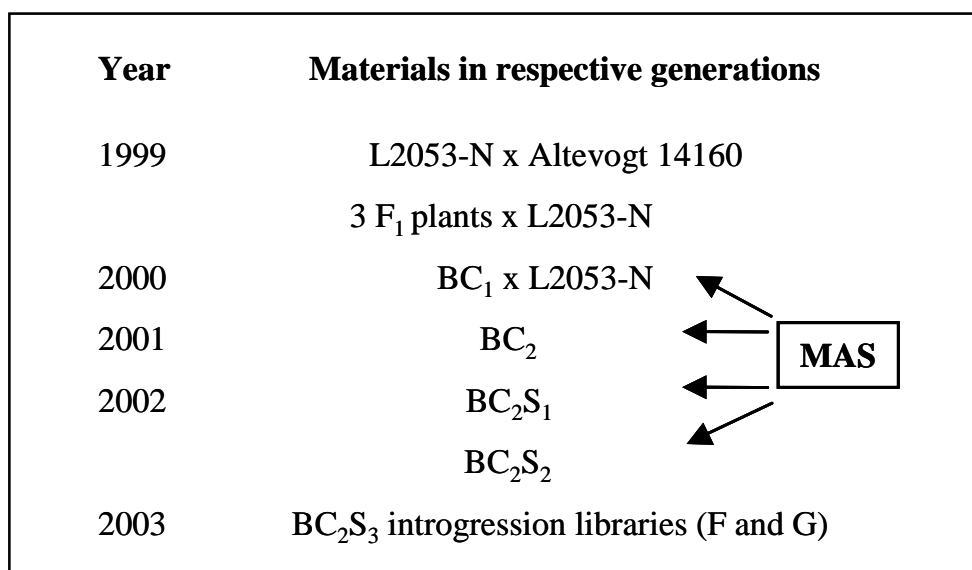 Year Materials in respective generations
1999 L2053-N x Altevogt 14160
3 F₁ plants x L2053-N
2000 BC₁ x L2053-N
2001 BC₂
MAS
2002 BC₂S₁
BC₂S₂
2003 BC₂S₃ introgression libraries (F and G)